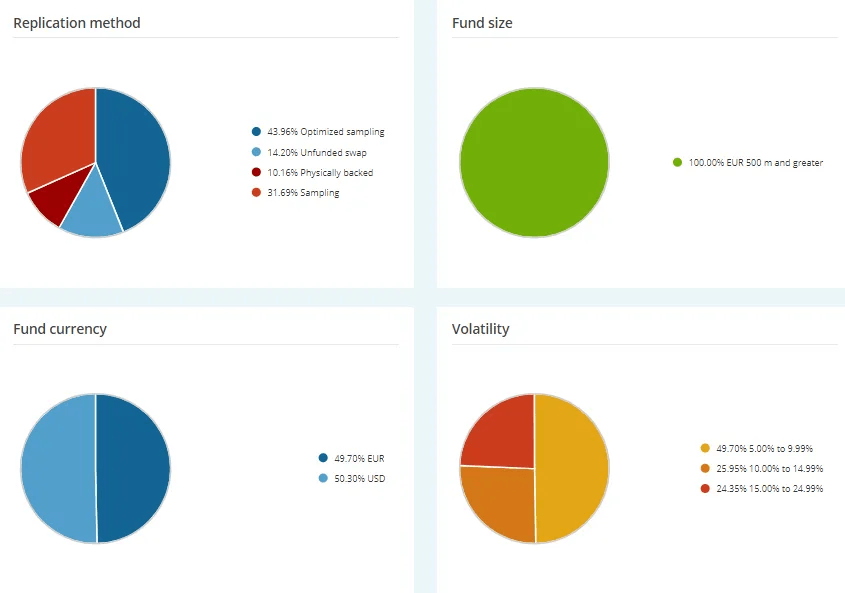 Replication method
43.96% Optimized sampling
14.20% Unfunded swap
10.16% Physically backed
31.69% Sampling
Fund size
100.00% EUR 500 m and greater
Fund currency
49.70% EUR
50.30% USD
Volatility
49.70% 5.00% to 9.99%
25.95% 10.00% to 14.99%
24.35% 15.00% to 24.99%